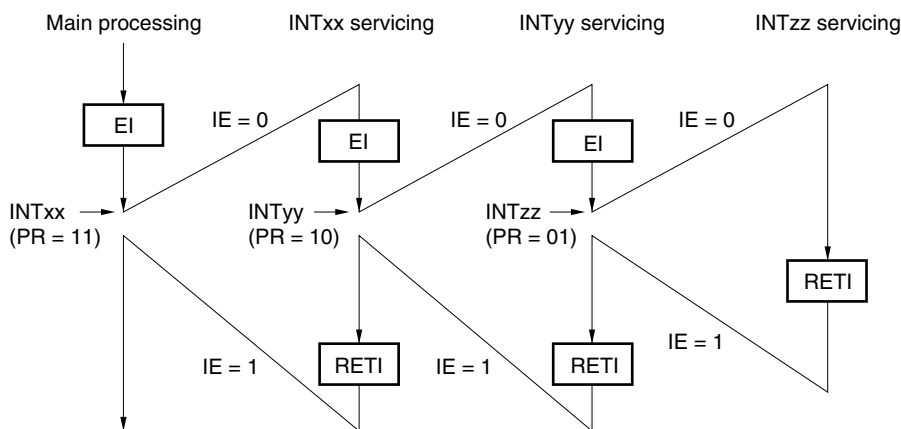 Main processing INTxx servicing INTyy servicing INTzz servicing
EI
IE = 0
EI
IE = 0
EI
IE = 0
INTxx
(PR = 11)
INTyy
(PR = 10)
INTzz
(PR = 01)
RETI
IE = 1
RETI
IE = 1
RETI
IE = 1